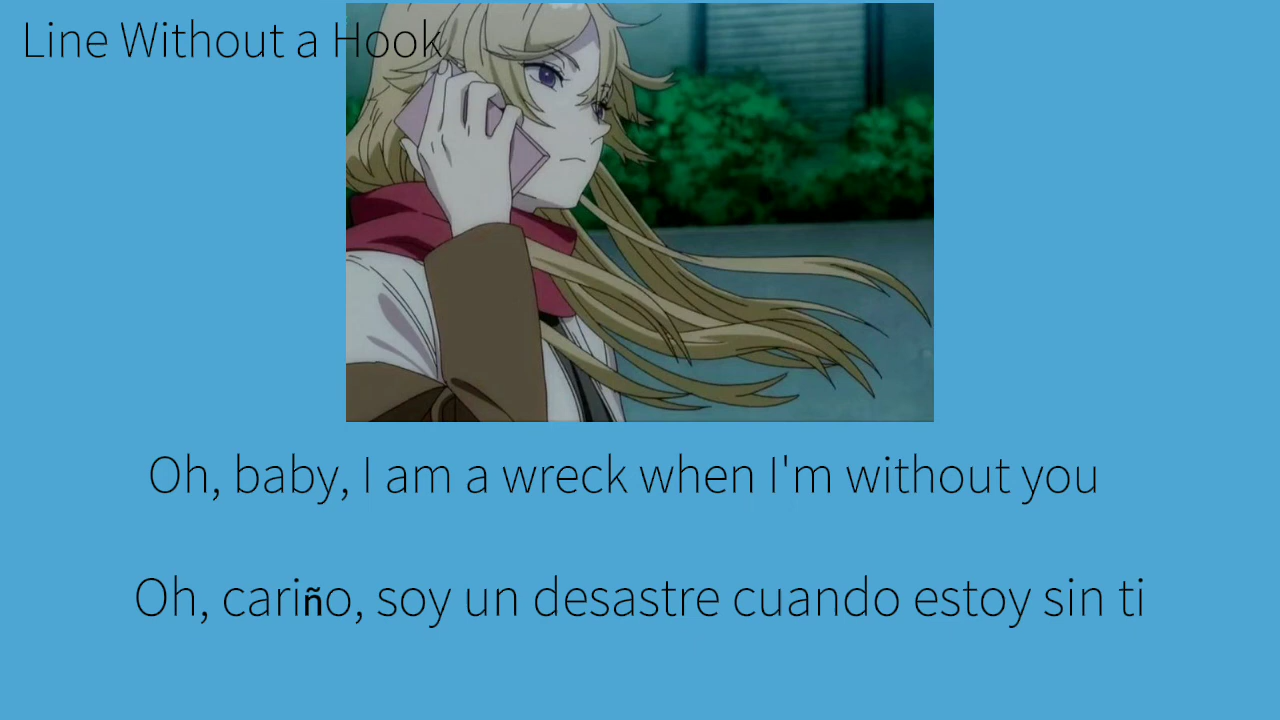 Line Without a Hook
Oh, baby, I am a wreck when I'm without you
Oh, cariño, soy un desastre cuando estoy sin ti